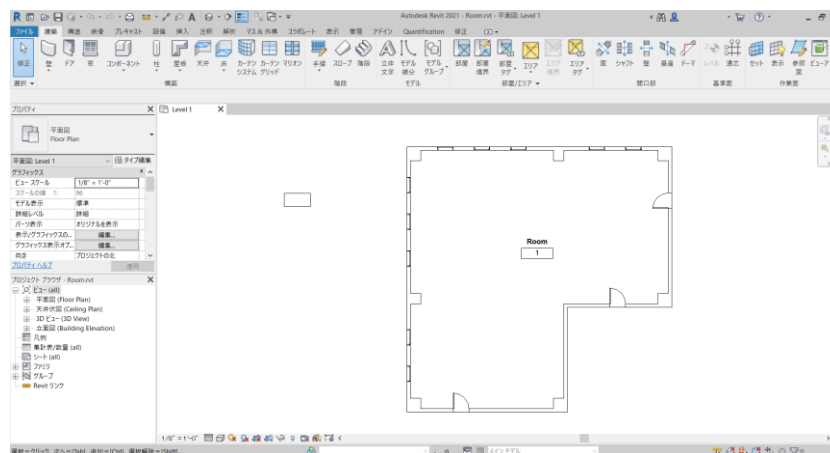 Autodesk Revit 2021 - Room.rvt - 平面図: Level 1
ファイル 建築 構造 鉄骨 プレキャスト 設備 挿入 注釈 解析 マス & 外構 コラボレート 表示 管理 アドイン Quantification 修正
修正 壁 ドア 窓 コンポーネント 柱 屋根 天井 床 カーテン システム カーテン グリッド マリオン 手摺 スロープ 階段 立体 文字 モデル 線分 モデル グループ 部屋 部屋 境界 部屋 タグ エリア エリア 境界 エリア タグ 面 シャフト 壁 垂直 ドーマ レベル 通芯 セット 表示 参照 面 ビューア
選択 構築 階段 モデル 部屋/エリア 開口部 基準面 作業面
プロパティ
Level 1
平面図
Floor Plan
平面図: Level 1 タイプ編集
グラフィックス
ビュー スケール 1/8" = 1'-0"
スケールの値 1: 96
モデル表示 標準
詳細レベル 詳細
パーツ表示 オリジナルを表示
表示/グラフィックスの... 編集...
グラフィックス表示オプ... 編集...
向き プロジェクトの北
プロパティ ヘルプ 適用
プロジェクト ブラウザ - Room.rvt
ビュー (all)
平面図 (Floor Plan)
天井伏図 (Ceiling Plan)
3D ビュー (3D View)
立面図 (Building Elevation)
凡例
集計表/数量 (all)
シート (all)
ファミリ
グループ
Revit リンク
Room
1
1/8" = 1'-0"
選択 = クリック、次へ = [Tab]、追加 = [Ctrl]、選択解除 = [Shift]。
メイン モデル